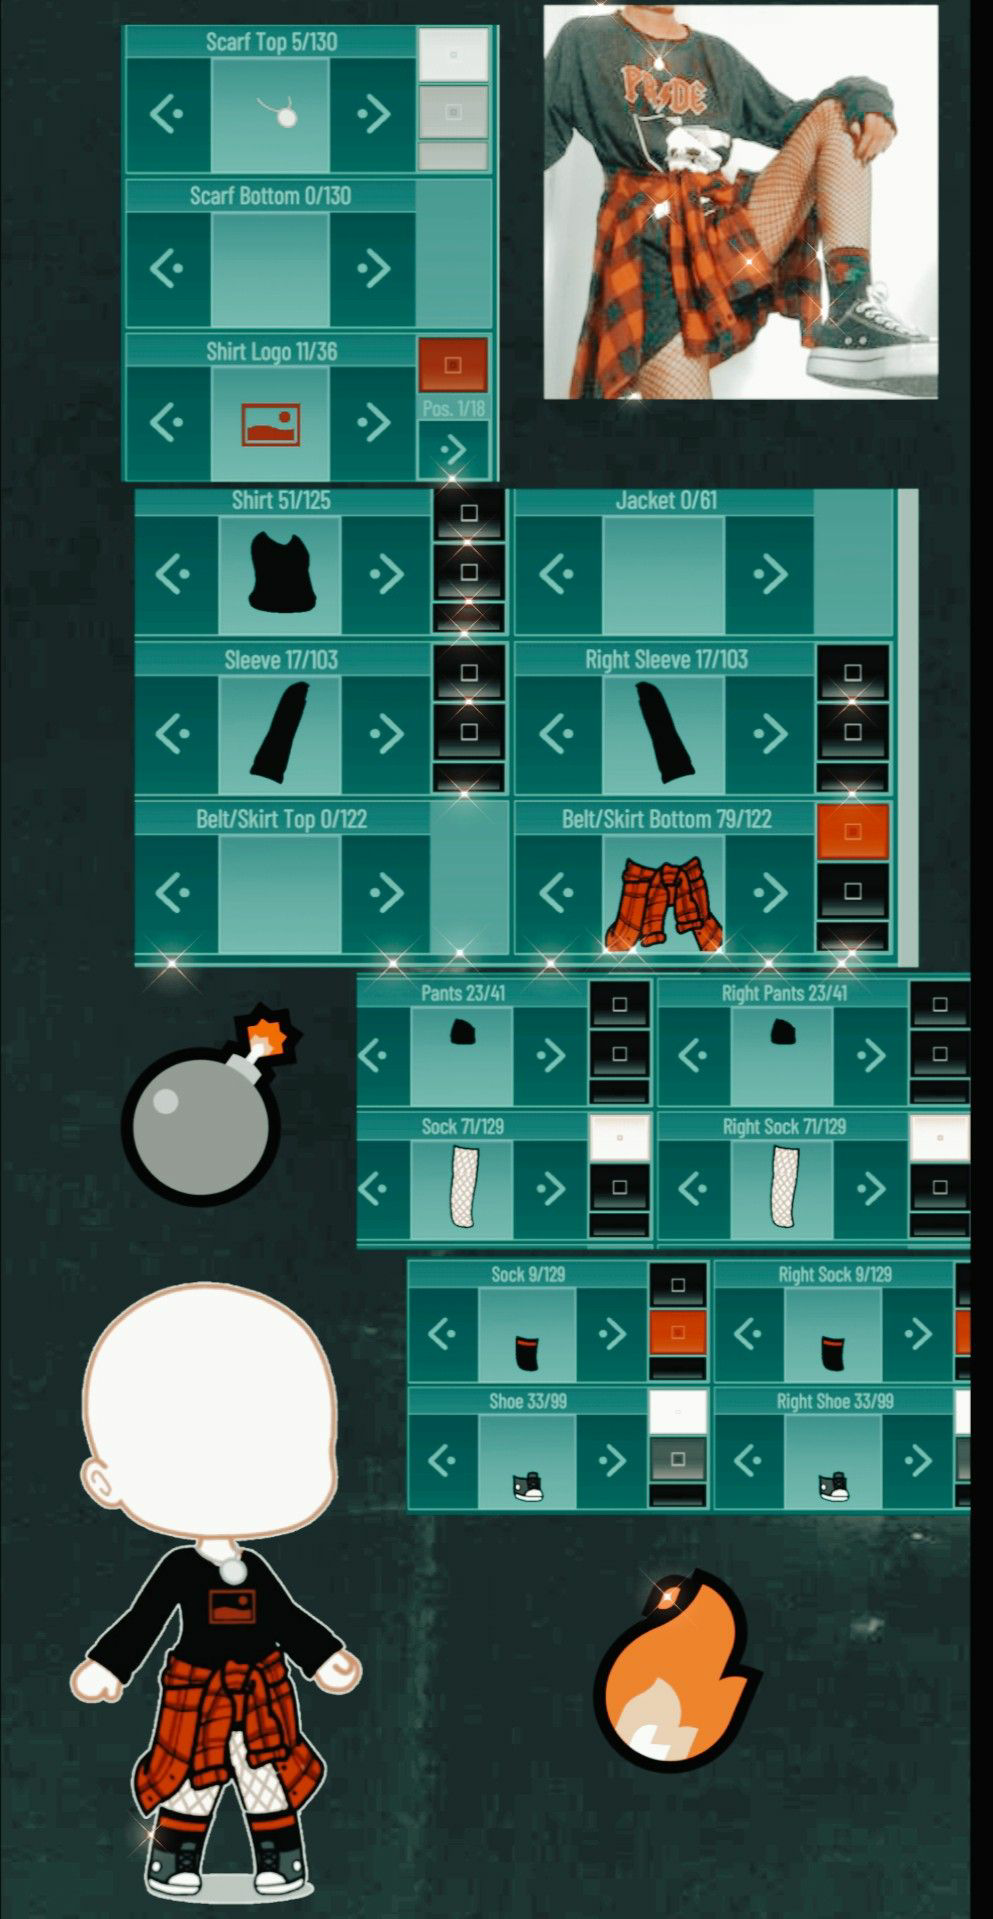 Scarf Top 5/130
Scarf Bottom 0/130
Shirt Logo 11/36
Pos. 1/18
PRIDE
Shirt 51/125
Jacket 0/61
Sleeve 17/103
Right Sleeve 17/103
Belt/Skirt Top 0/122
Belt/Skirt Bottom 79/122
Pants 23/41
Right Pants 23/41
Sock 71/129
Right Sock 71/129
Sock 9/129
Right Sock 9/129
Shoe 33/99
Right Shoe 33/99